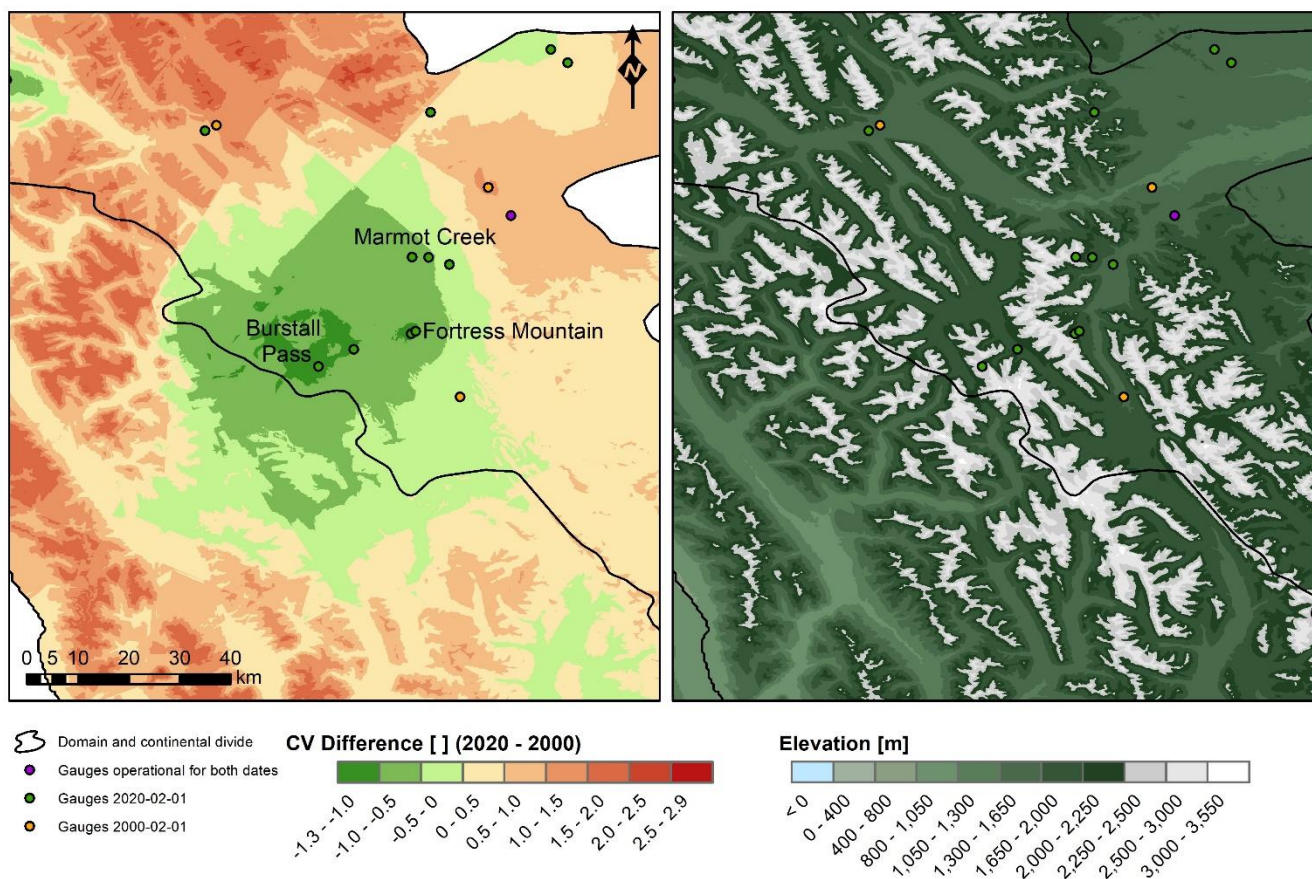 N
Marmot Creek
Burstall
Pass
Fortress Mountain
0 5 10 20 30 40
km
Domain and continental divide
Gauges operational for both dates
Gauges 2020-02-01
Gauges 2000-02-01
CV Difference [ ] (2020 - 2000)
-1.3 - -1.0
-1.0 - -0.5
-0.5 - 0
0 - 0.5
0.5 - 1.0
1.0 - 1.5
1.5 - 2.0
2.0 - 2.5
2.5 - 2.9
Elevation [m]
< 0
0 - 400
400 - 800
800 - 1,050
1,050 - 1,300
1,300 - 1,650
1,650 - 2,000
2,000 - 2,250
2,250 - 2,500
2,500 - 3,000
3,000 - 3,550